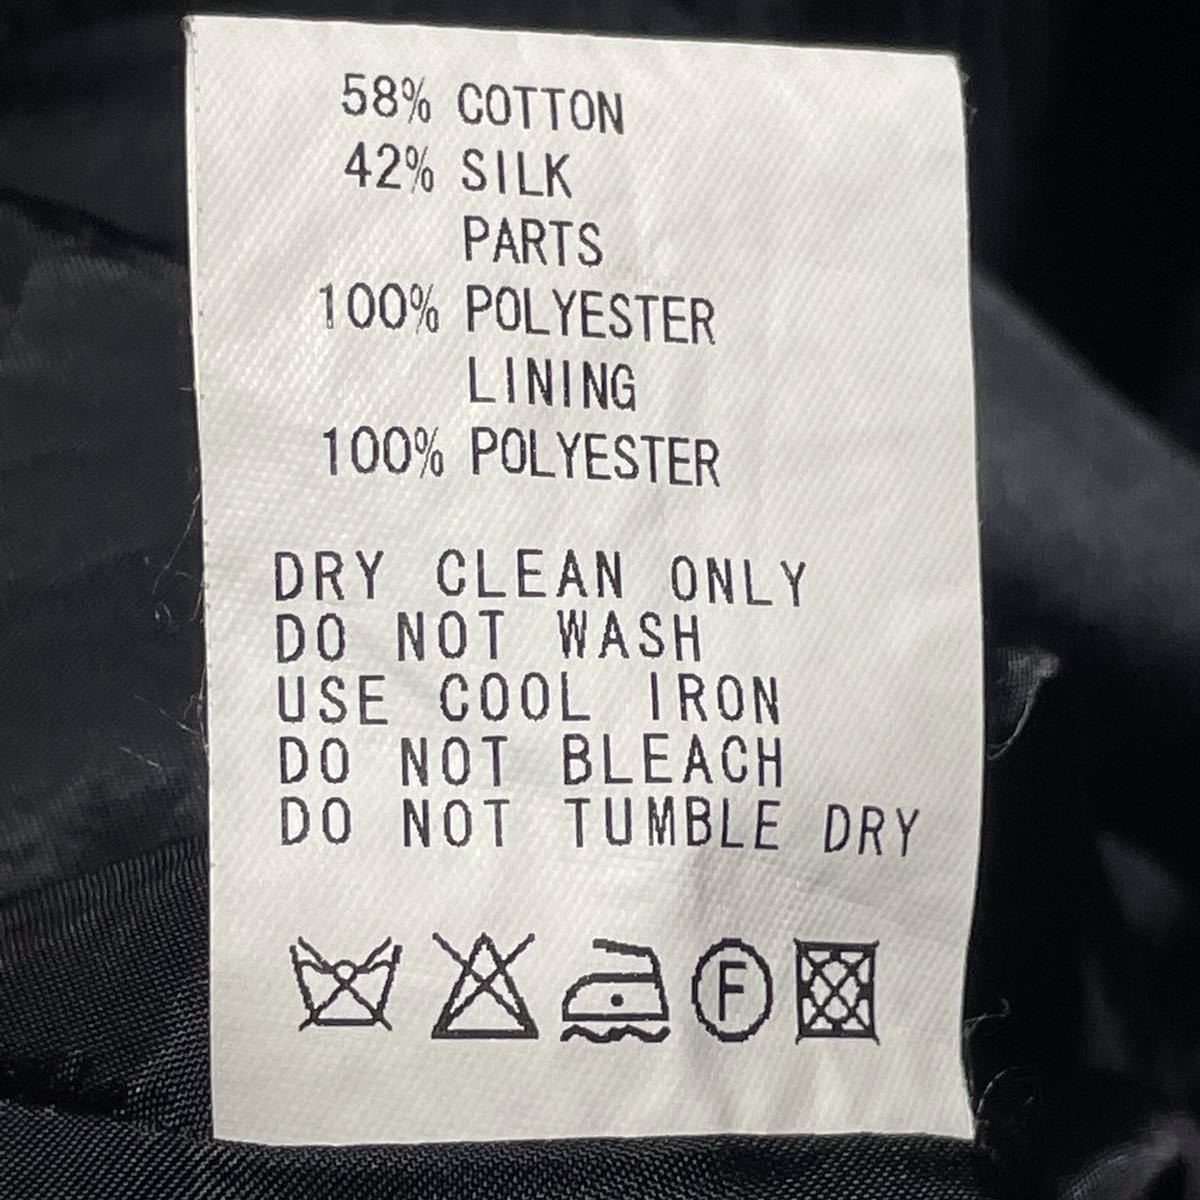 58% COTTON
42% SILK
PARTS
100% POLYESTER
LINING
100% POLYESTER
DRY CLEAN ONLY
DO NOT WASH
USE COOL IRON
DO NOT BLEACH
DO NOT TUMBLE DRY
F